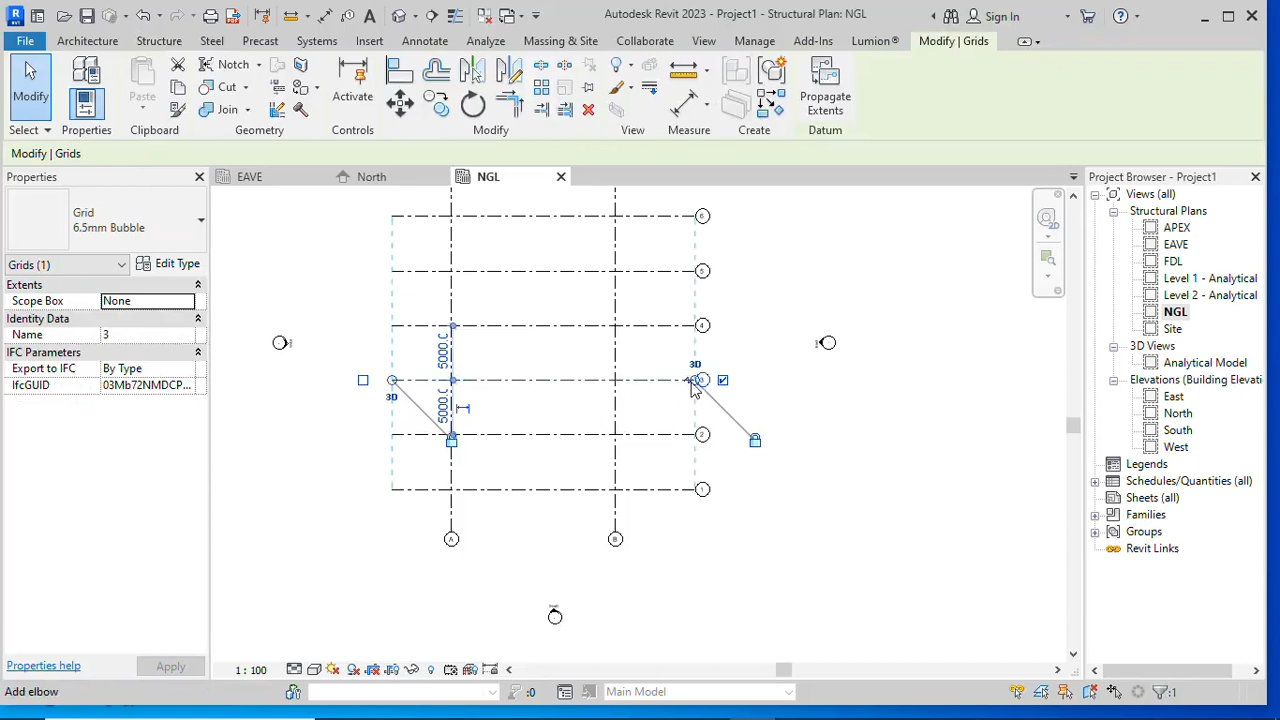 R
A
Autodesk Revit 2023 - Project1 - Structural Plan: NGL
Sign In
?
File
Architecture
Structure
Steel
Precast
Systems
Insert
Annotate
Analyze
Massing & Site
Collaborate
View
Manage
Add-Ins
Lumion®
Modify | Grids
Modify
Paste
Notch
Cut
Join
Activate
Propagate
Extents
Select
Properties
Clipboard
Geometry
Controls
Modify
View
Measure
Create
Datum
Modify | Grids
Properties
Grid
6.5mm Bubble
Grids (1)
Edit Type
Extents
Scope Box
None
Identity Data
Name
3
IFC Parameters
Export to IFC
By Type
IfcGUID
03Mb72NMDCP...
Properties help
Apply
EAVE
North
NGL
6
5
4
3
2
1
A
B
5000.0
5000.0
3D
3D
2D
1 : 100
Project Browser - Project1
Views (all)
Structural Plans
APEX
EAVE
FDL
Level 1 - Analytical
Level 2 - Analytical
NGL
Site
3D Views
Analytical Model
Elevations (Building Elevati
East
North
South
West
Legends
Schedules/Quantities (all)
Sheets (all)
Families
Groups
Revit Links
Add elbow
:0
Main Model
:1